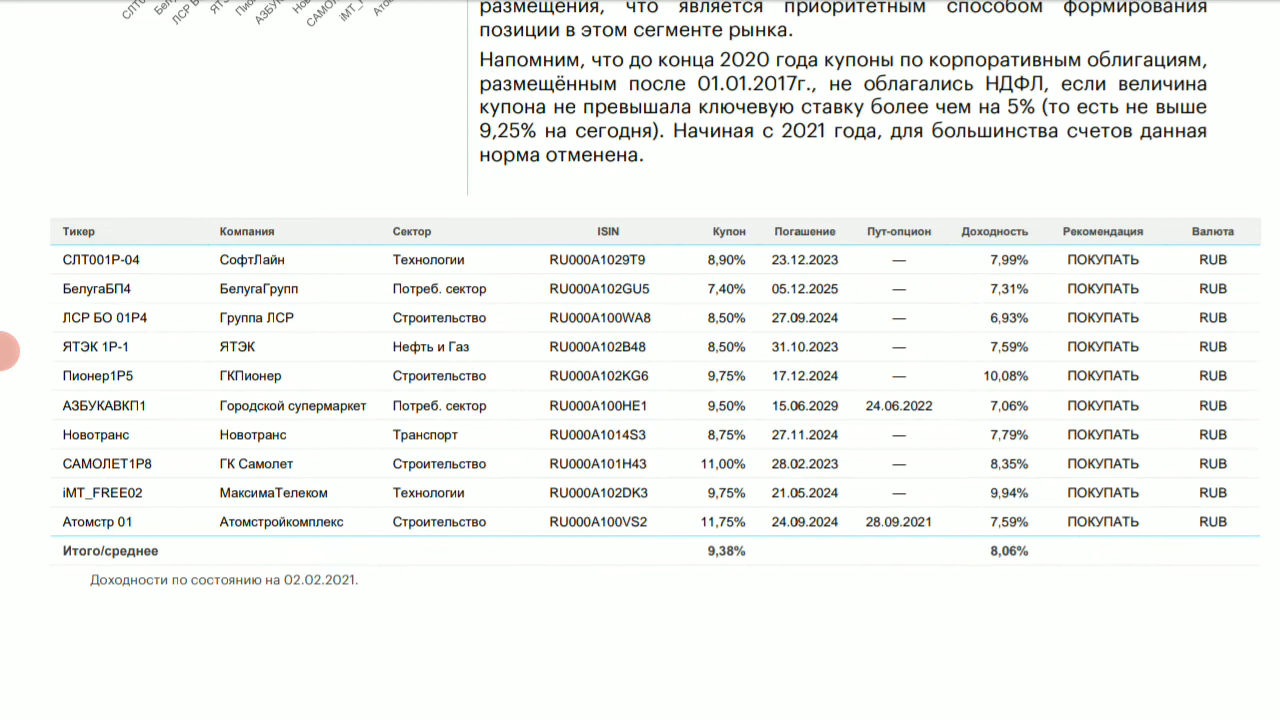 размещения, что является приоритетным способом формирования
позиции в этом сегменте рынка.
Напомним, что до конца 2020 года купоны по корпоративным облигациям,
размещённым после 01.01.2017г., не облагались НДФЛ, если величина
купона не превышала ключевую ставку более чем на 5% (то есть не выше
9,25% на сегодня). Начиная с 2021 года, для большинства счетов данная
норма отменена.
Тикер Компания Сектор ISIN Купон Погашение Пут-опцион Доходность Рекомендация Валюта
СЛТ001Р-04 СофтЛайн Технологии RU000A1029T9 8,90% 23.12.2023 — 7,99% ПОКУПАТЬ RUB
БелугаБП4 БелугаГрупп Потреб. сектор RU000A102GU5 7,40% 05.12.2025 — 7,31% ПОКУПАТЬ RUB
ЛСР БО 01Р4 Группа ЛСР Строительство RU000A100WA8 8,50% 27.09.2024 — 6,93% ПОКУПАТЬ RUB
ЯТЭК 1Р-1 ЯТЭК Нефть и Газ RU000A102B48 8,50% 31.10.2023 — 7,59% ПОКУПАТЬ RUB
Пионер1Р5 ГКПионер Строительство RU000A102KG6 9,75% 17.12.2024 — 10,08% ПОКУПАТЬ RUB
АЗБУКАВКП1 Городской супермаркет Потреб. сектор RU000A100HE1 9,50% 15.06.2029 24.06.2022 7,06% ПОКУПАТЬ RUB
Новотранс Новотранс Транспорт RU000A1014S3 8,75% 27.11.2024 — 7,79% ПОКУПАТЬ RUB
САМОЛЕТ1Р8 ГК Самолет Строительство RU000A101H43 11,00% 28.02.2023 — 8,35% ПОКУПАТЬ RUB
iМТ_FREE02 МаксимаТелеком Технологии RU000A102DK3 9,75% 21.05.2024 — 9,94% ПОКУПАТЬ RUB
Атомстр 01 Атомстройкомплекс Строительство RU000A100VS2 11,75% 24.09.2024 28.09.2021 7,59% ПОКУПАТЬ RUB
Итого/среднее 9,38% 8,06%
Доходности по состоянию на 02.02.2021.